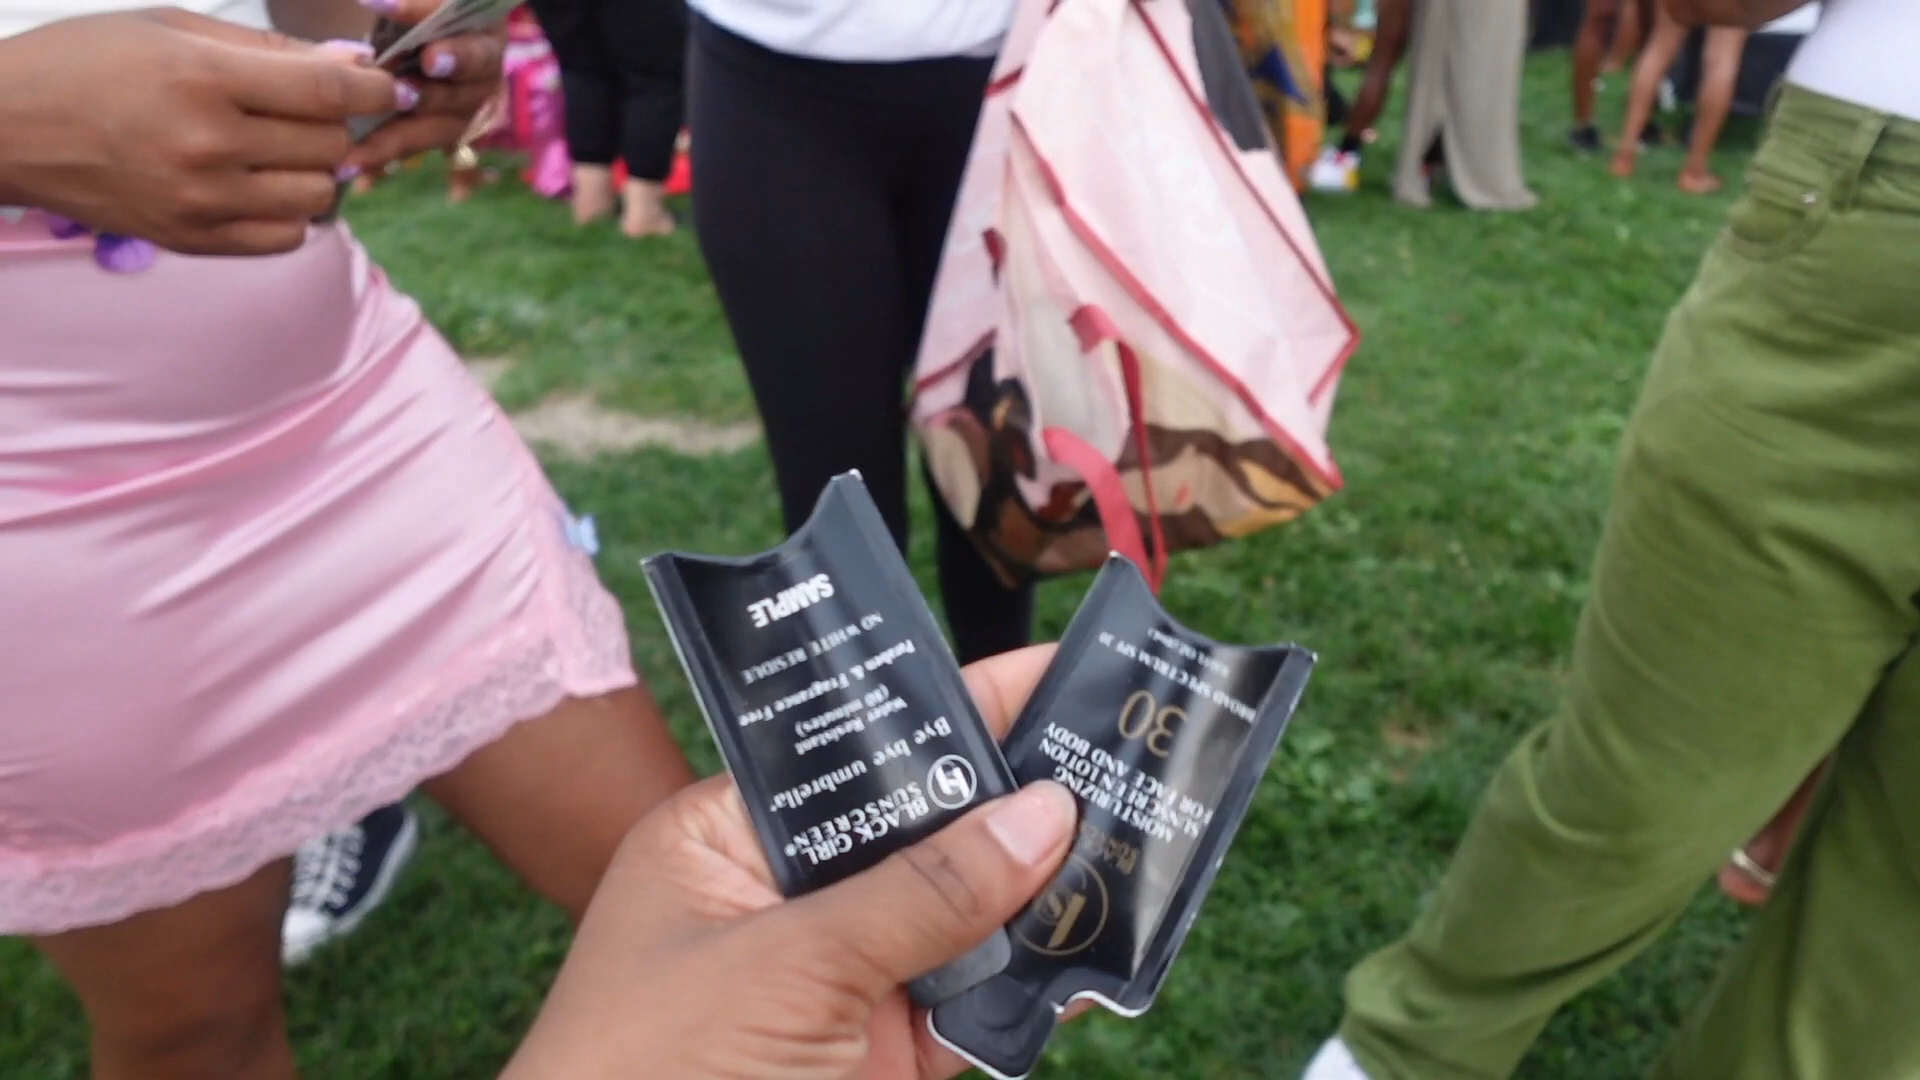 BLACK GIRL
SUNSCREEN®
Bye bye umbrella™
Water Resistant
(80 minutes)
Paraben & Fragrance Free
NO WHITE RESIDUE
SAMPLE
MOISTURIZING
SUNSCREEN LOTION
FOR FACE AND BODY
30
BROAD SPECTRUM SPF 30